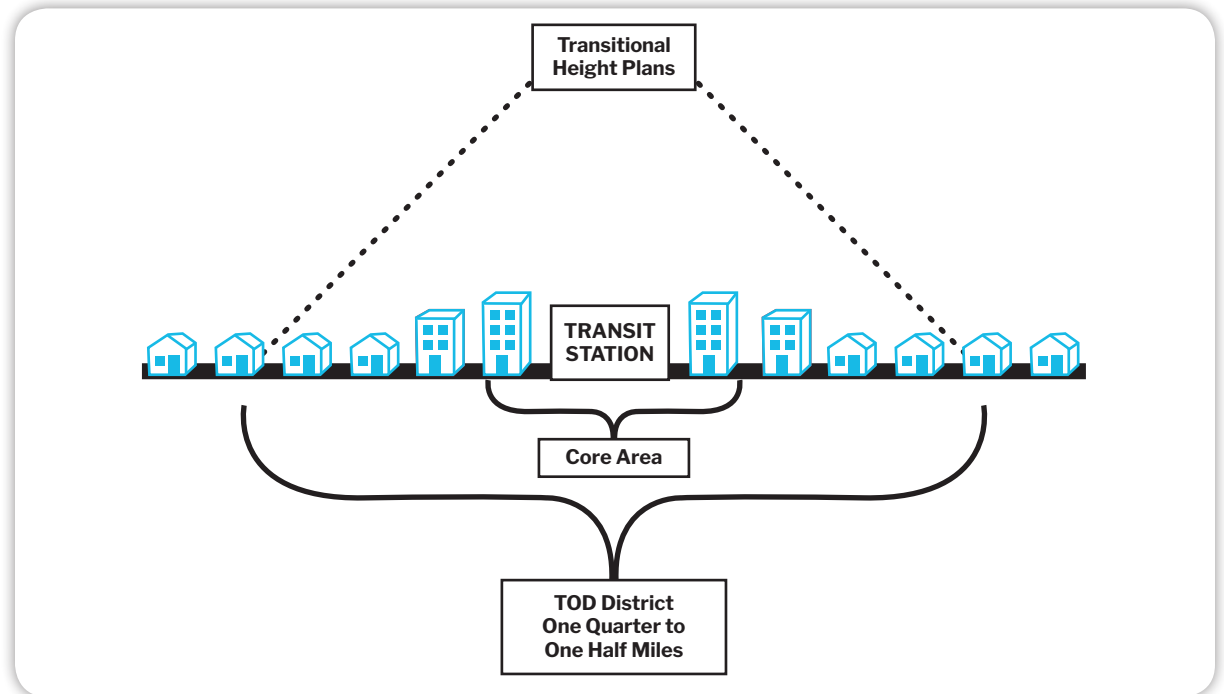 Transitional
Height Plans
TRANSIT
STATION
Core Area
TOD District
One Quarter to
One Half Miles